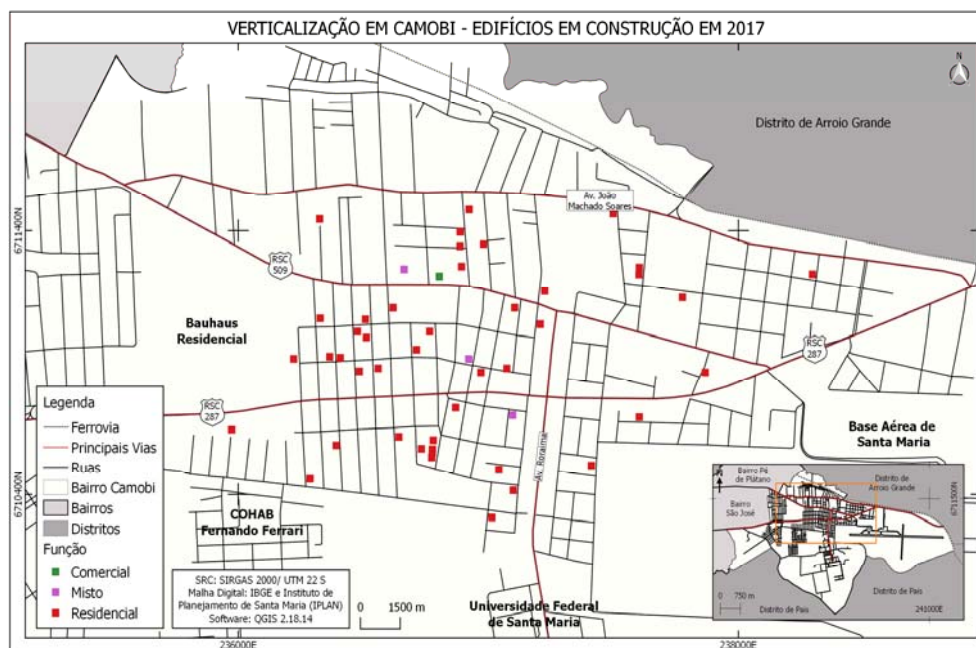 VERTICALIZAÇÃO EM CAMOBI - EDIFÍCIOS EM CONSTRUÇÃO EM 2017
Distrito de Arroio Grande
Av. João
Machado Soares
6711400N
RSC
509
Bauhaus
Residencial
RSC
287
Legenda
Ferrovia
Principais Vias
Ruas
Bairro Camobi
Bairros
Distritos
Função
Comercial
Misto
Residencial
RSC
287
Base Aérea de
Santa Maria
Av. Roraima
6710400N
COHAB
Fernando Ferrari
SRC: SIRGAS 2000/ UTM 22 S
Malha Digital: IBGE e Instituto de
Planejamento de Santa Maria (IPLAN)
Software: QGIS 2.18.14
0 1500 m
Universidade Federal
de Santa Maria
Bairro Pé
de Plátano
Distrito de
Arroio Grande
Bairro
São José
6711500N
0 750 m
Distrito de Pains
241000E
236000E
238000E